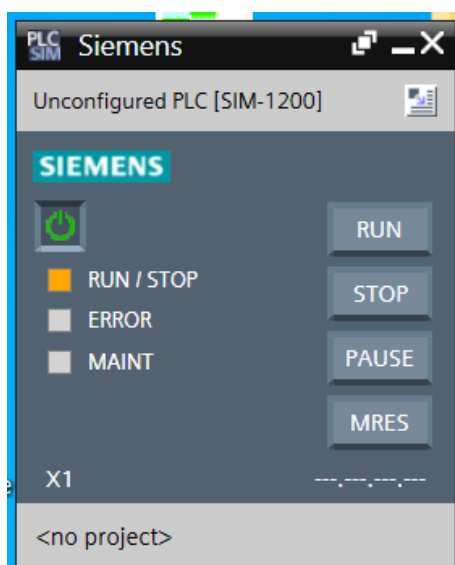 PLC SIM Siemens
Unconfigured PLC [SIM-1200]
SIEMENS
RUN
RUN / STOP
STOP
ERROR
MAINT
PAUSE
MRES
X1 ---.---.---.---
<no project>